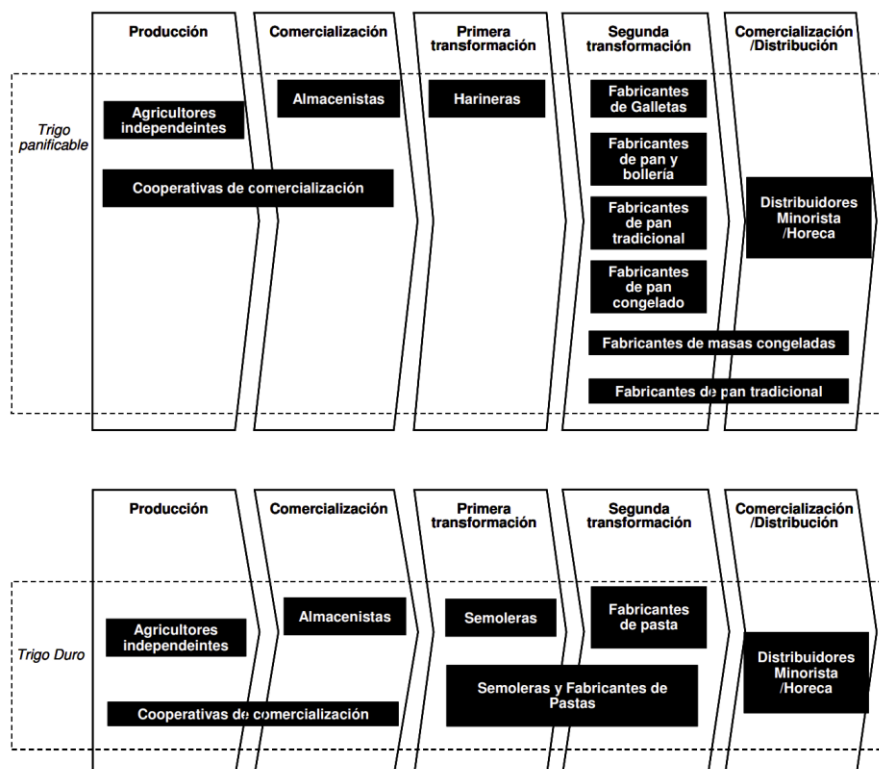 Producción
Comercialización
Primera
transformación
Segunda
transformación
Comercialización
/Distribución
Trigo
panificable
Agricultores
independeintes
Almacenistas
Cooperativas de comercialización
Harineras
Fabricantes
de Galletas
Fabricantes
de pan y
bollería
Fabricantes
de pan
tradicional
Fabricantes
de pan
congelado
Fabricantes de masas congeladas
Fabricantes de pan tradicional
Distribuidores
Minorista
/Horeca
Producción
Comercialización
Primera
transformación
Segunda
transformación
Comercialización
/Distribución
Trigo Duro
Agricultores
independeintes
Almacenistas
Cooperativas de comercialización
Semoleras
Fabricantes
de pasta
Semoleras y Fabricantes de
Pastas
Distribuidores
Minorista
/Horeca